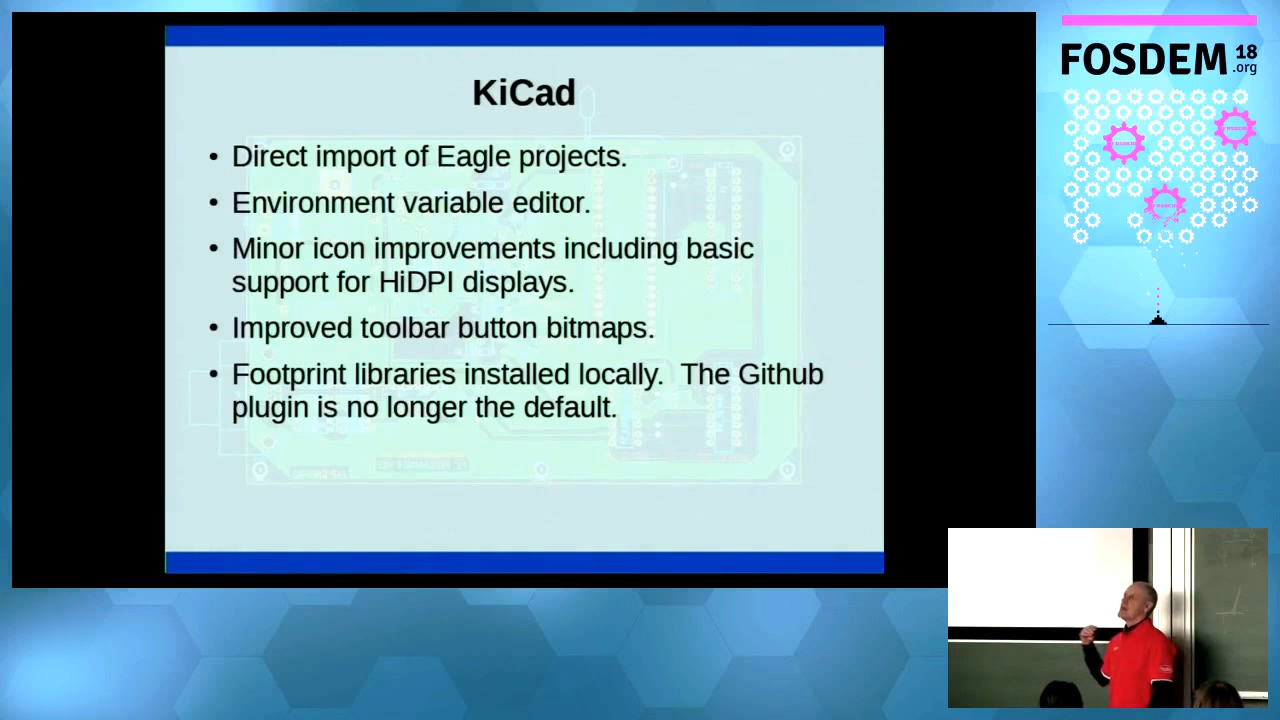 KiCad
• Direct import of Eagle projects.
• Environment variable editor.
• Minor icon improvements including basic
support for HiDPI displays.
• Improved toolbar button bitmaps.
• Footprint libraries installed locally.  The Github
plugin is no longer the default.
FOSDEM 18
.org